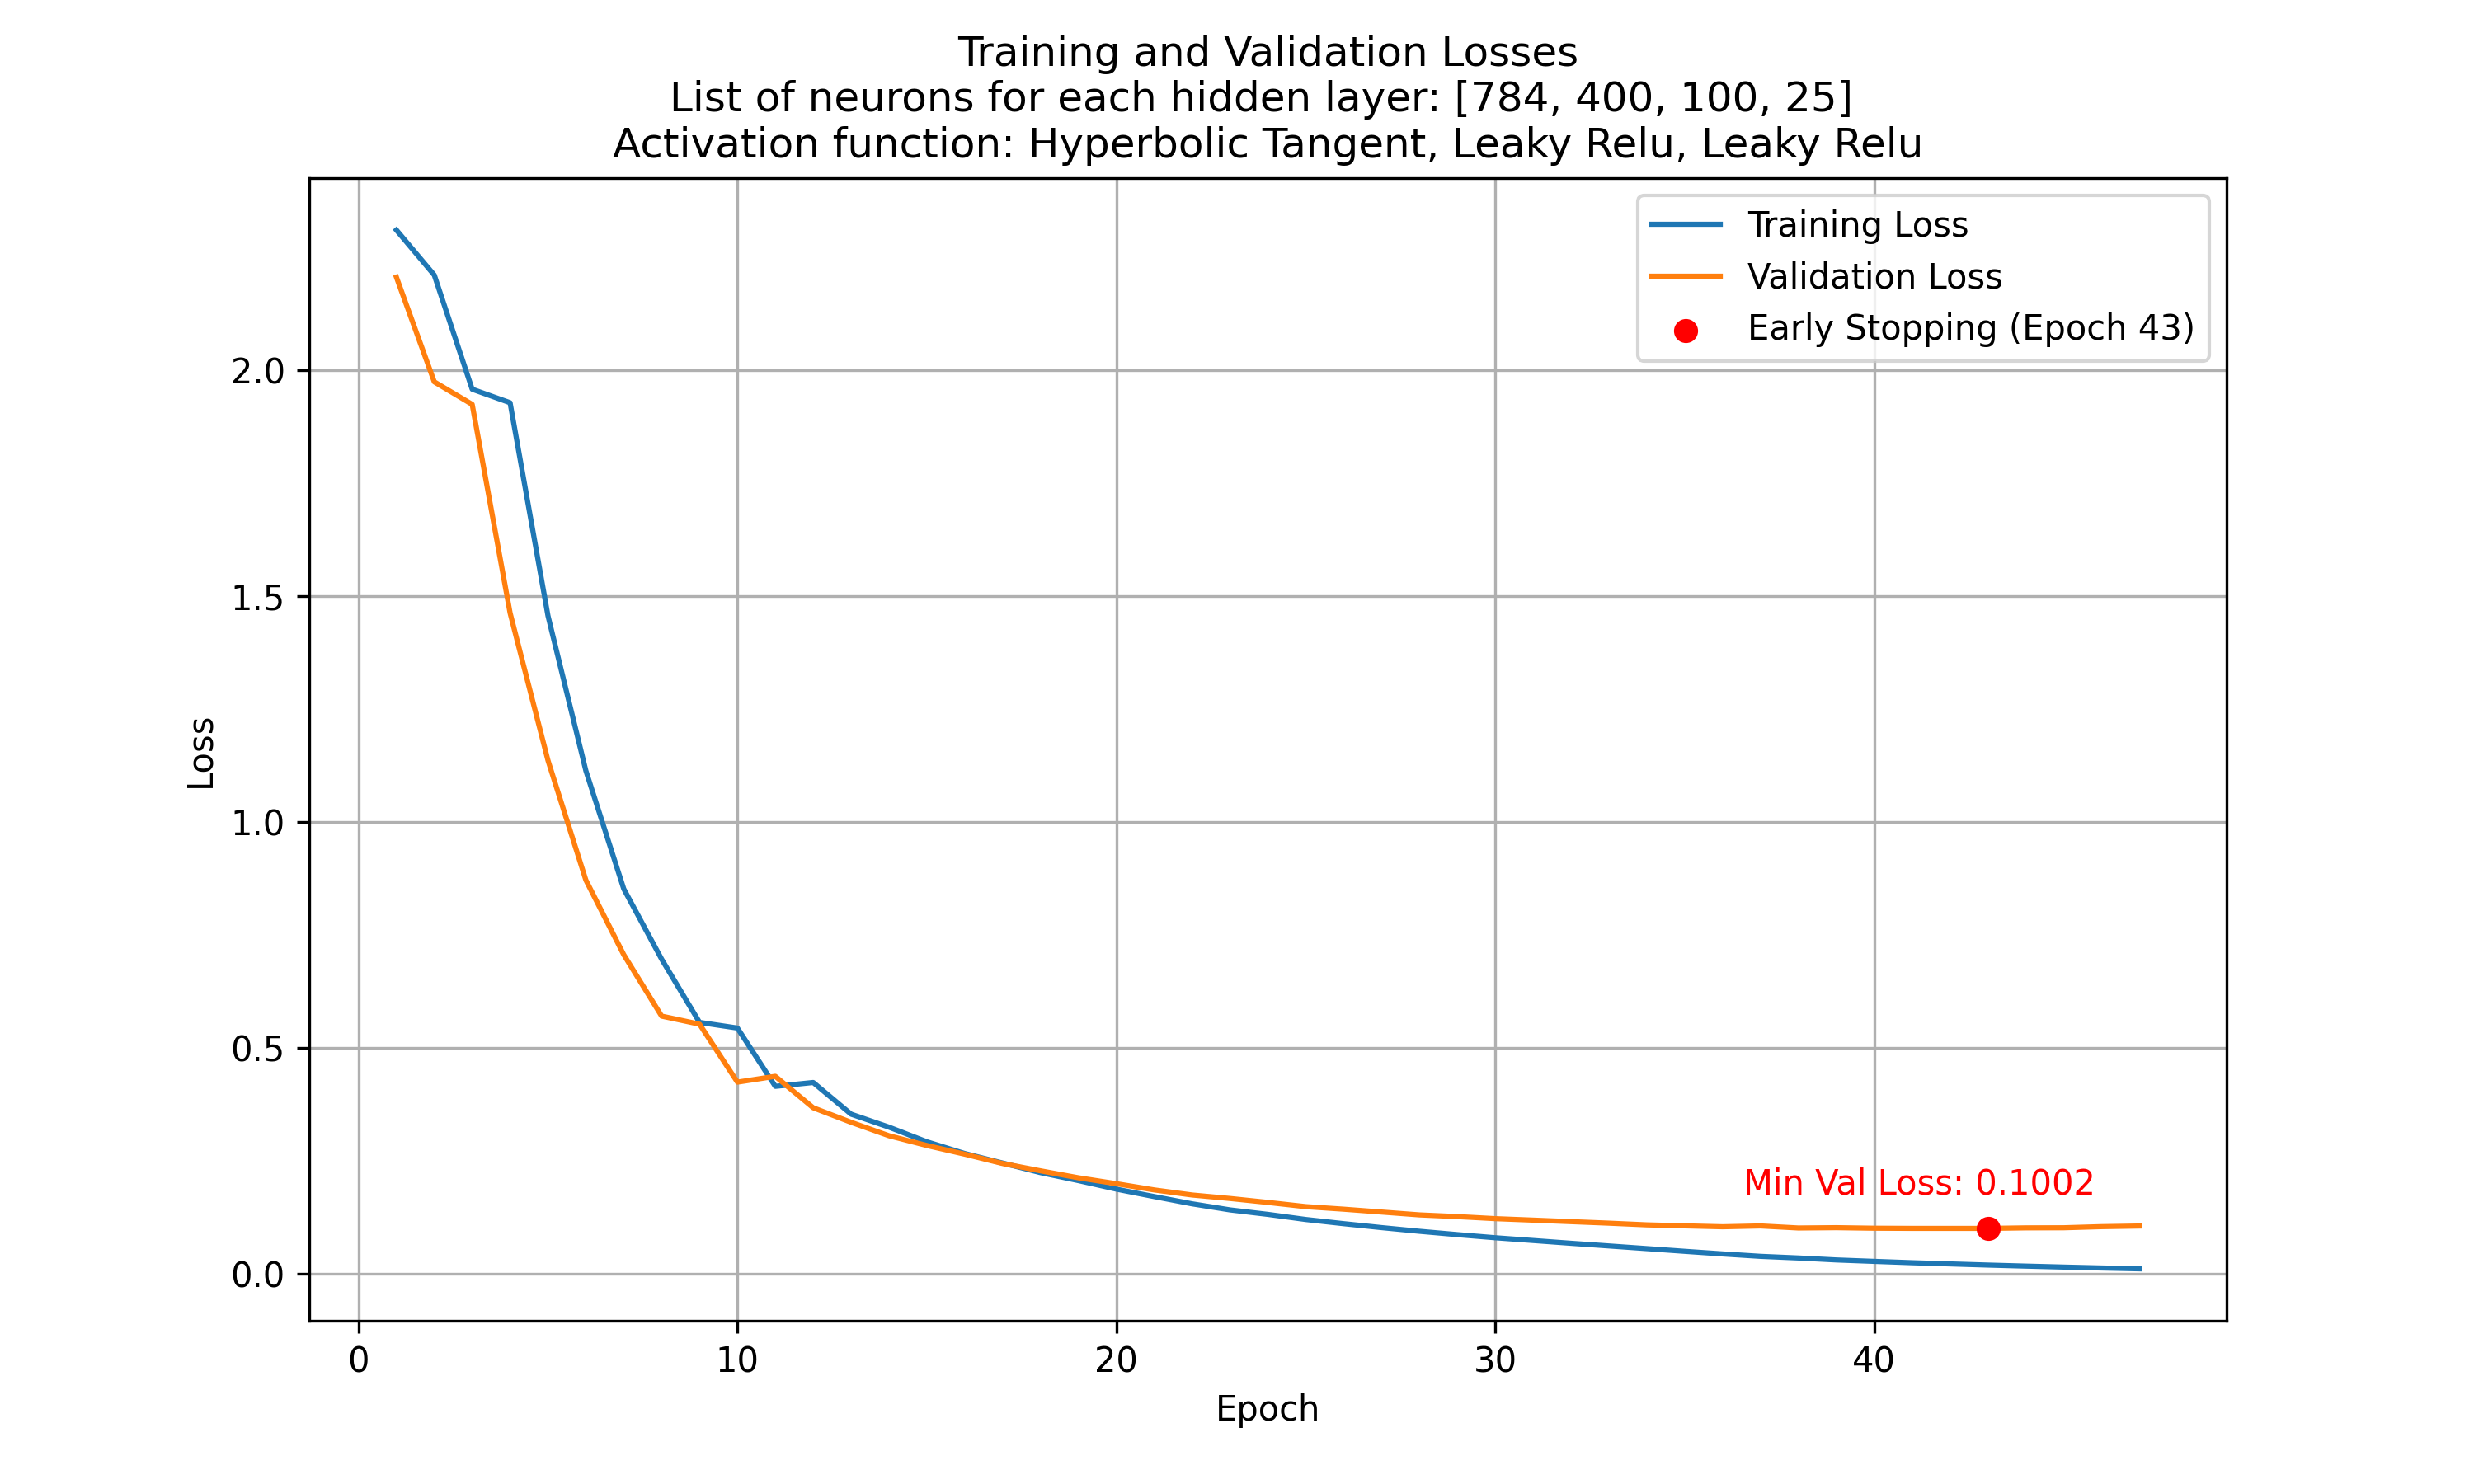 Training and Validation Losses
List of neurons for each hidden layer: [784, 400, 100, 25]
Activation function: Hyperbolic Tangent, Leaky Relu, Leaky Relu
Training Loss
Validation Loss
Early Stopping (Epoch 43)
2.0
1.5
1.0
0.5
0.0
Loss
Min Val Loss: 0.1002
0
10
20
30
40
Epoch